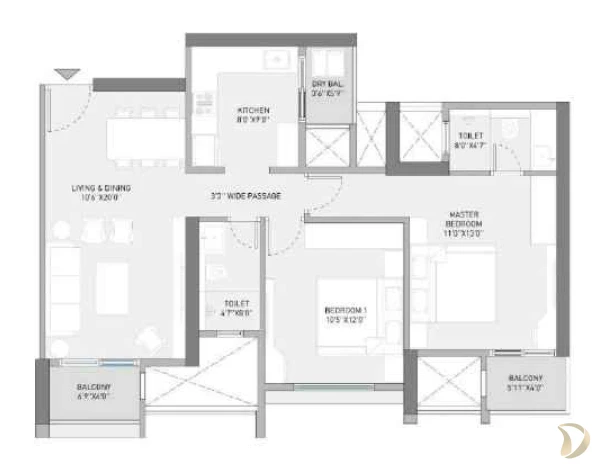 DRY BAL.
3'6"X5'9"
KITCHEN
8'0"X9'0"
TOILET
8'0"X4'7"
LIVING & DINING
10'6"X20'0"
3'3" WIDE PASSAGE
MASTER
BEDROOM
11'0"X13'0"
TOILET
4'7"X8'0"
BEDROOM 1
10'5"X12'0"
BALCONY
6'9"X4'0"
BALCONY
5'11"X4'0"